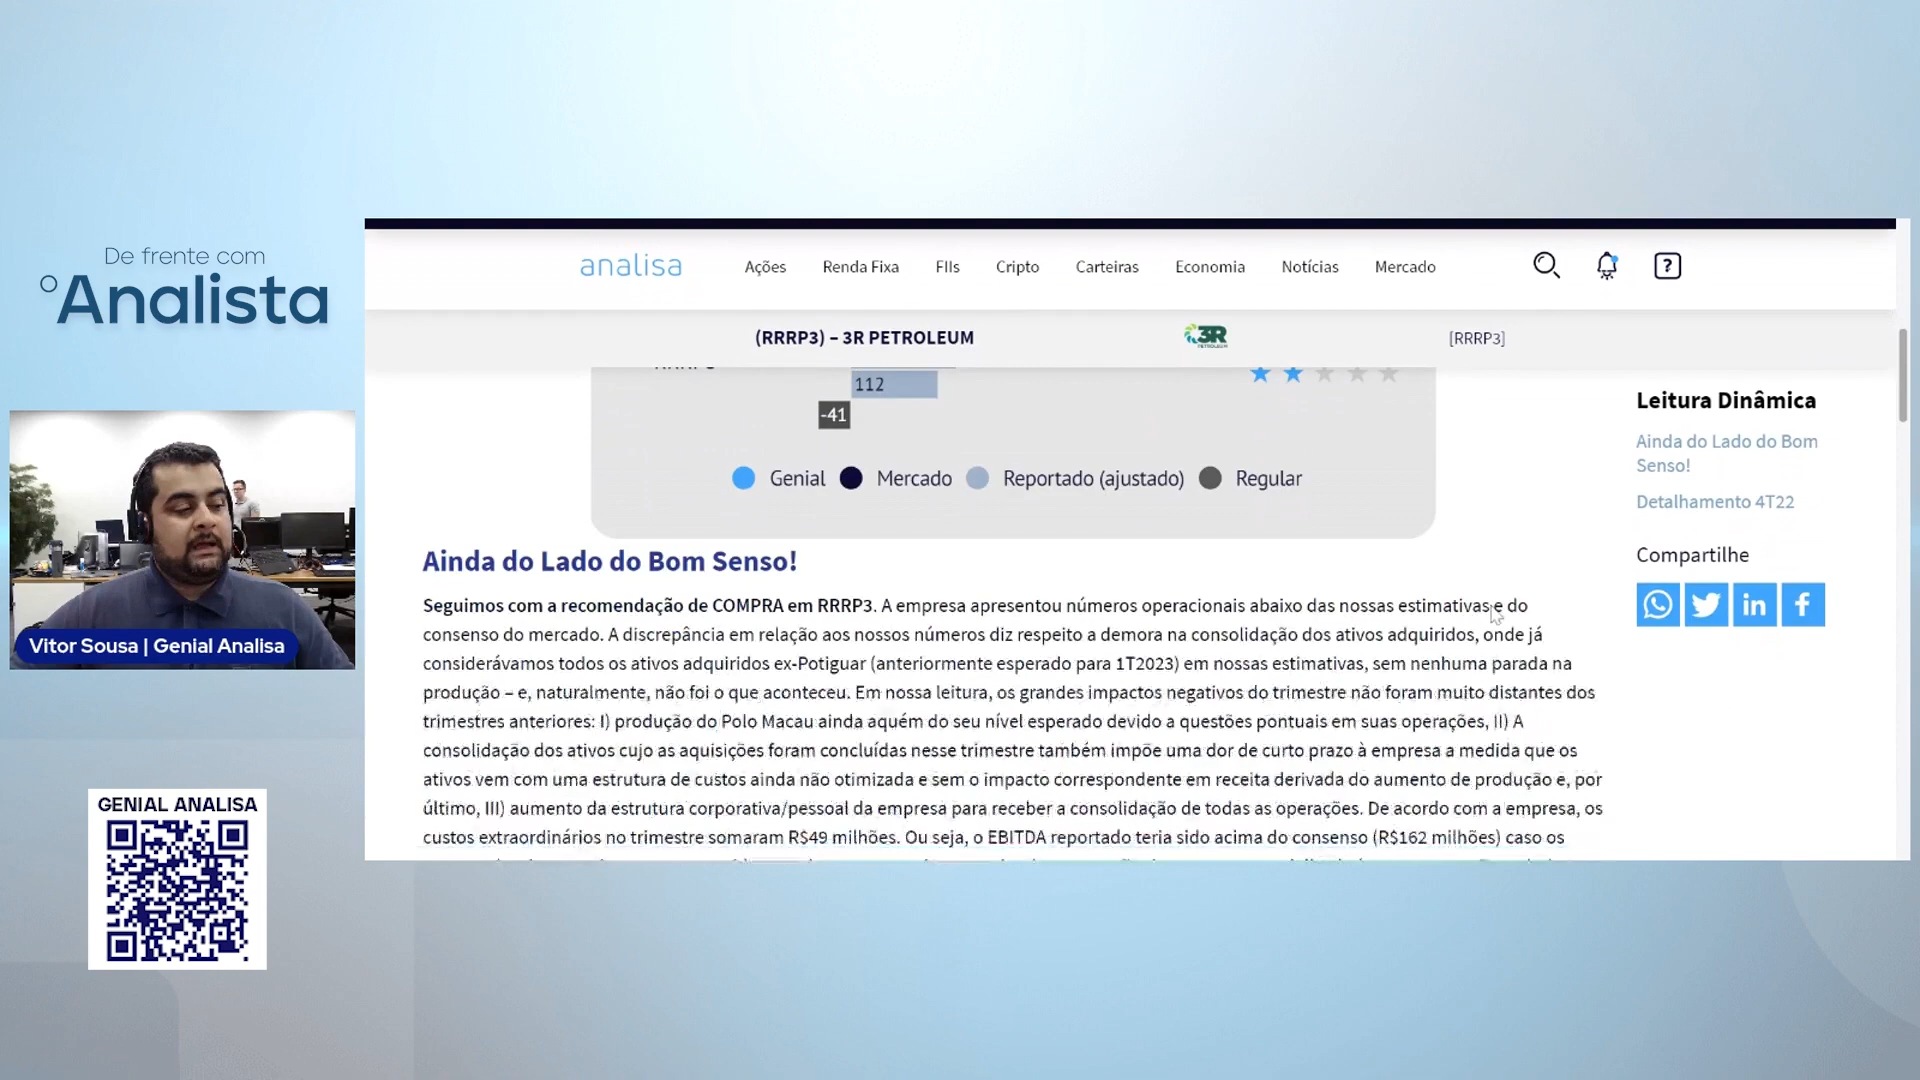 De frente com
o Analista
Vitor Sousa | Genial Analisa
GENIAL ANALISA
analisa
Ações
Renda Fixa
FIIs
Cripto
Carteiras
Economia
Notícias
Mercado
?
(RRRP3) – 3R PETROLEUM
3R
PETROLEUM
[RRRP3]
112
-41
Genial
Mercado
Reportado (ajustado)
Regular
Ainda do Lado do Bom Senso!
Seguimos com a recomendação de COMPRA em RRRP3. A empresa apresentou números operacionais abaixo das nossas estimativas e do
consenso do mercado. A discrepância em relação aos nossos números diz respeito a demora na consolidação dos ativos adquiridos, onde já
considerávamos todos os ativos adquiridos ex-Potiguar (anteriormente esperado para 1T2023) em nossas estimativas, sem nenhuma parada na
produção – e, naturalmente, não foi o que aconteceu. Em nossa leitura, os grandes impactos negativos do trimestre não foram muito distantes dos
trimestres anteriores: I) produção do Polo Macau ainda aquém do seu nível esperado devido a questões pontuais em suas operações, II) A
consolidação dos ativos cujo as aquisições foram concluídas nesse trimestre também impõe uma dor de curto prazo à empresa a medida que os
ativos vem com uma estrutura de custos ainda não otimizada e sem o impacto correspondente em receita derivada do aumento de produção e, por
último, III) aumento da estrutura corporativa/pessoal da empresa para receber a consolidação de todas as operações. De acordo com a empresa, os
custos extraordinários no trimestre somaram R$49 milhões. Ou seja, o EBITDA reportado teria sido acima do consenso (R$162 milhões) caso os
Leitura Dinâmica
Ainda do Lado do Bom
Senso!
Detalhamento 4T22
Compartilhe